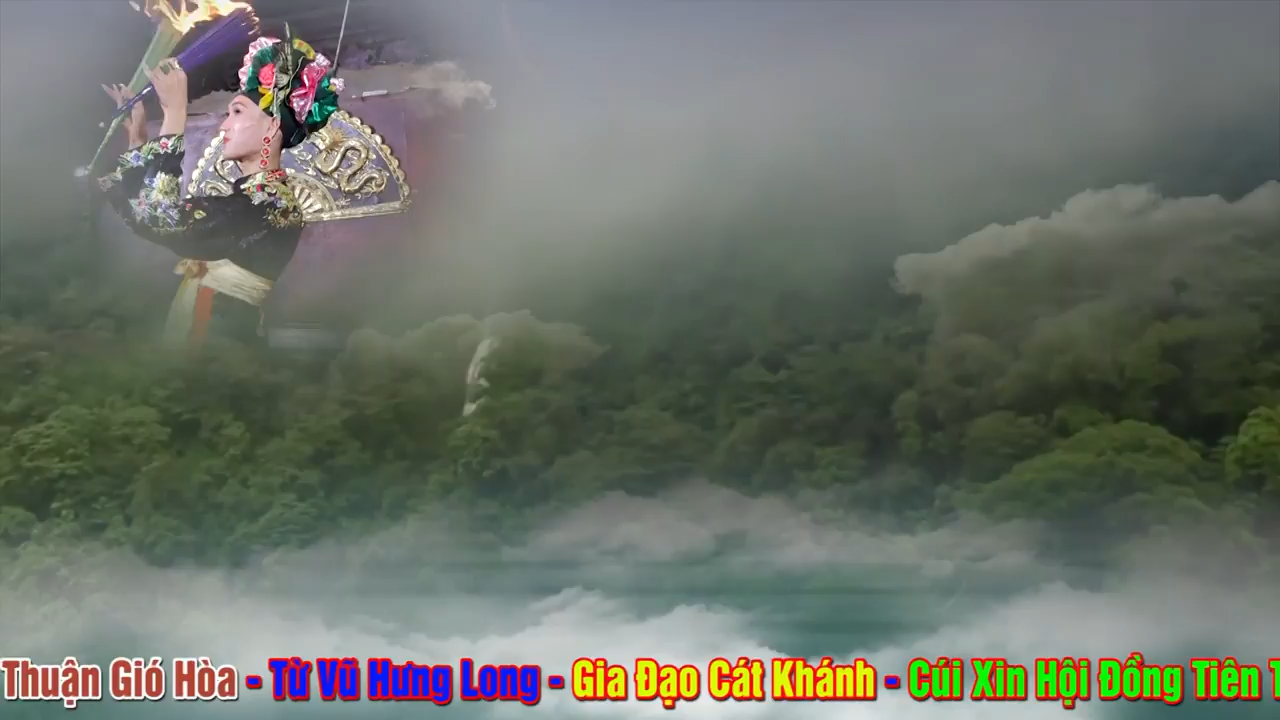 Thuận Gió Hòa - Từ Vũ Hưng Long - Gia Đạo Cát Khánh - Cúi Xin Hội Đồng Tiên